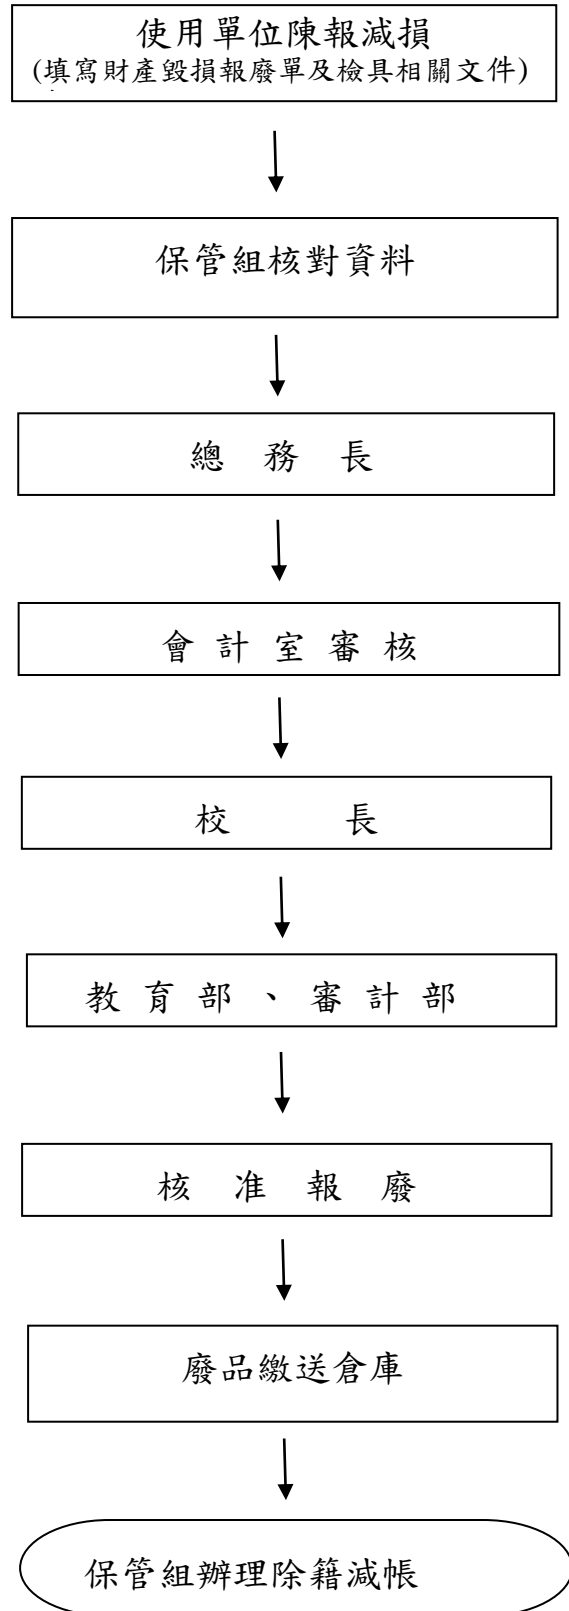 使用單位陳報減損
(填寫財產毀損報廢單及檢具相關文件)
保管組核對資料
總務長
會計室審核
校長
教育部、審計部
核准報廢
廢品繳送倉庫
保管組辦理除籍減帳